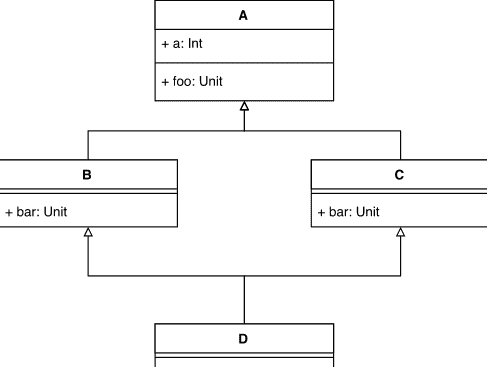 A
+ a: Int
+ foo: Unit
B
C
+ bar: Unit
+ bar: Unit
D